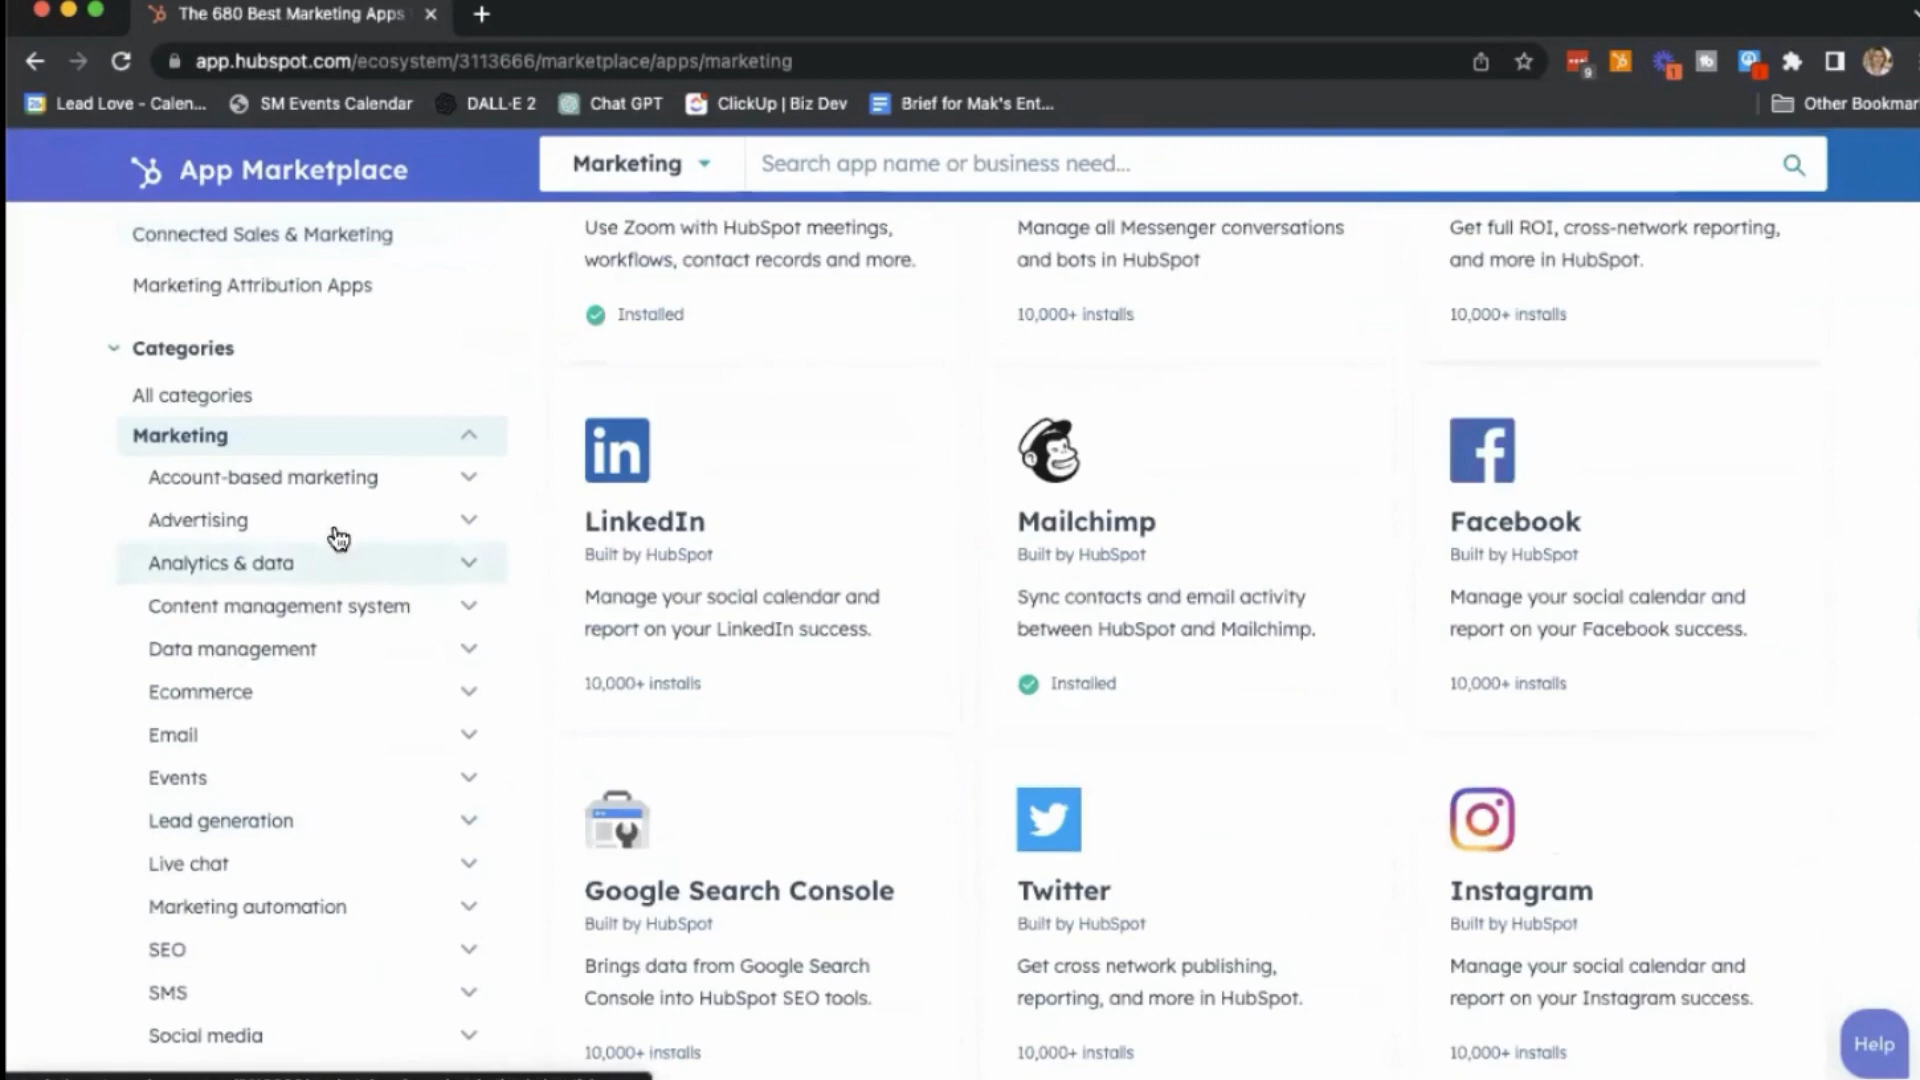 The 680 Best Marketing Apps
app.hubspot.com/ecosystem/3113666/marketplace/apps/marketing
9
1
Lead Love - Calen...
SM Events Calendar
DALL·E 2
Chat GPT
ClickUp | Biz Dev
Brief for Mak's Ent...
Other Bookmar
App Marketplace
Marketing
Search app name or business need...
Connected Sales & Marketing
Marketing Attribution Apps
Categories
All categories
Marketing
Account-based marketing
Advertising
Analytics & data
Content management system
Data management
Ecommerce
Email
Events
Lead generation
Live chat
Marketing automation
SEO
SMS
Social media
Use Zoom with HubSpot meetings,
workflows, contact records and more.
Installed
Manage all Messenger conversations
and bots in HubSpot
10,000+ installs
Get full ROI, cross-network reporting,
and more in HubSpot.
10,000+ installs
in
LinkedIn
Built by HubSpot
Manage your social calendar and
report on your LinkedIn success.
10,000+ installs
Mailchimp
Built by HubSpot
Sync contacts and email activity
between HubSpot and Mailchimp.
Installed
f
Facebook
Built by HubSpot
Manage your social calendar and
report on your Facebook success.
10,000+ installs
Google Search Console
Built by HubSpot
Brings data from Google Search
Console into HubSpot SEO tools.
10,000+ installs
Twitter
Built by HubSpot
Get cross network publishing,
reporting, and more in HubSpot.
10,000+ installs
Instagram
Built by HubSpot
Manage your social calendar and
report on your Instagram success.
10,000+ installs
Help